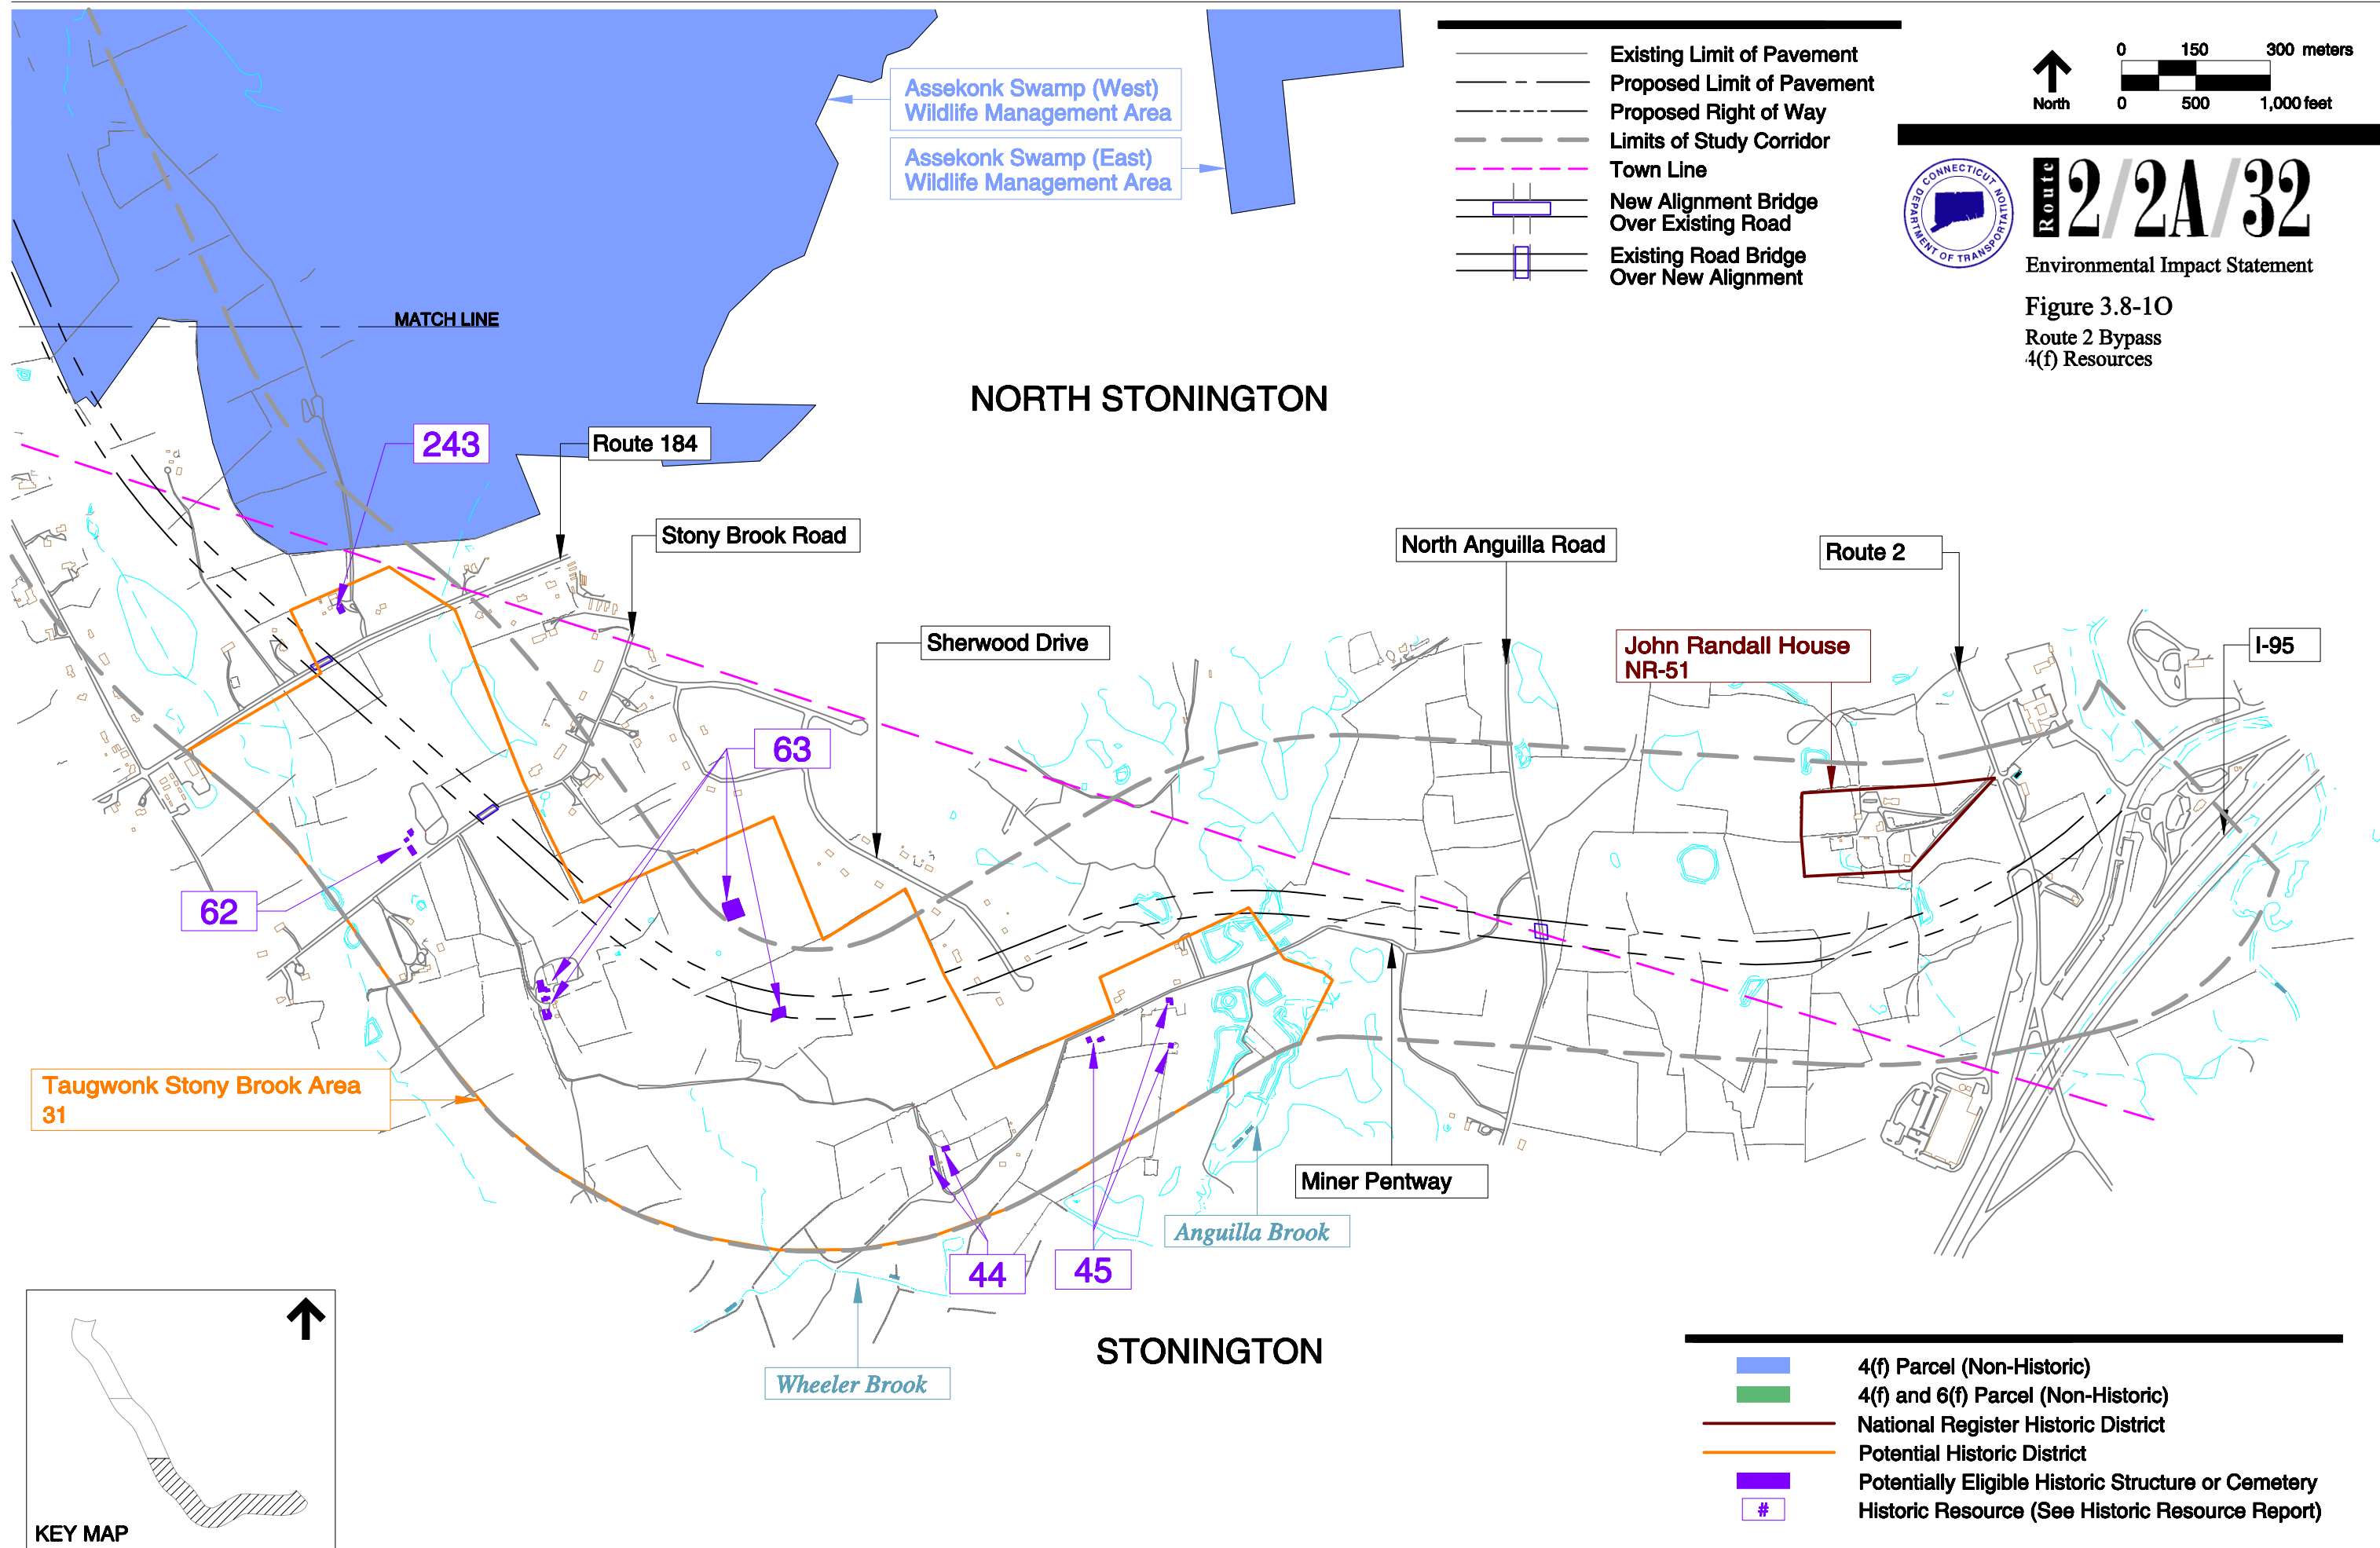 Existing Limit of Pavement
Proposed Limit of Pavement
Proposed Right of Way
Limits of Study Corridor
Town Line
New Alignment Bridge
Over Existing Road
Existing Road Bridge
Over New Alignment
North
0 150 300 meters
0 500 1,000 feet
CONNECTICUT
DEPARTMENT OF TRANSPORTATION
Route 2/2A/32
Environmental Impact Statement
Figure 3.8-1O
Route 2 Bypass
4(f) Resources
Assekonk Swamp (West)
Wildlife Management Area
Assekonk Swamp (East)
Wildlife Management Area
MATCH LINE
NORTH STONINGTON
243
Route 184
Stony Brook Road
North Anguilla Road
Route 2
Sherwood Drive
John Randall House
NR-51
I-95
63
62
Taugwonk Stony Brook Area
31
Miner Pentway
Anguilla Brook
44
45
STONINGTON
Wheeler Brook
KEY MAP
4(f) Parcel (Non-Historic)
4(f) and 6(f) Parcel (Non-Historic)
National Register Historic District
Potential Historic District
Potentially Eligible Historic Structure or Cemetery
# Historic Resource (See Historic Resource Report)